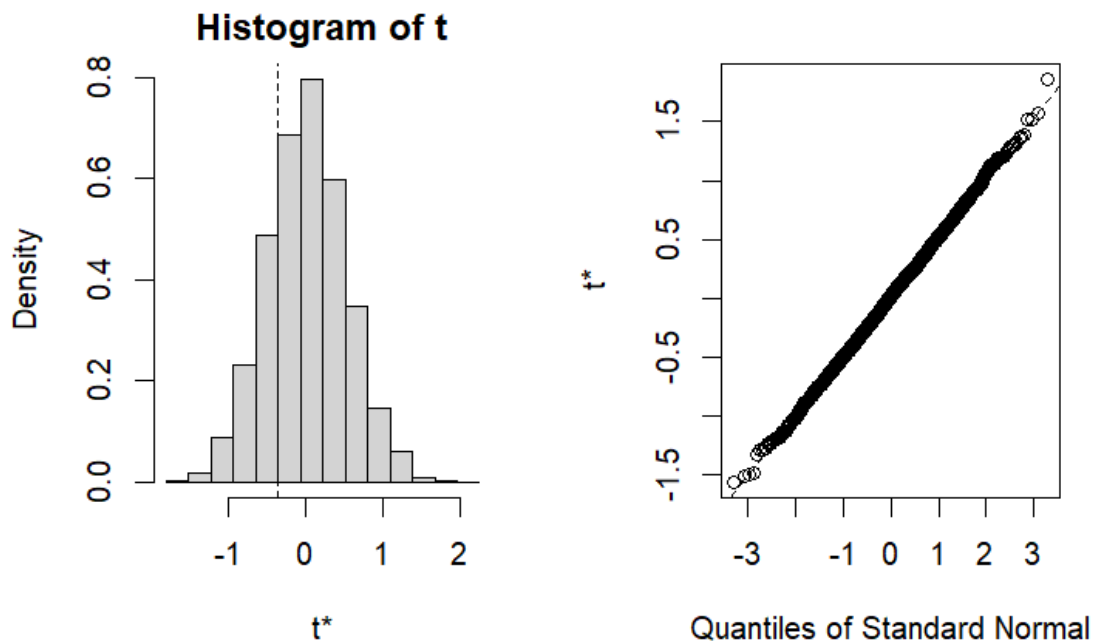 Histogram of t
Density
0.0 0.2 0.4 0.6 0.8
-1 0 1 2
t*
t*
-1.5 -0.5 0.5 1.5
-3 -1 0 1 2 3
Quantiles of Standard Normal